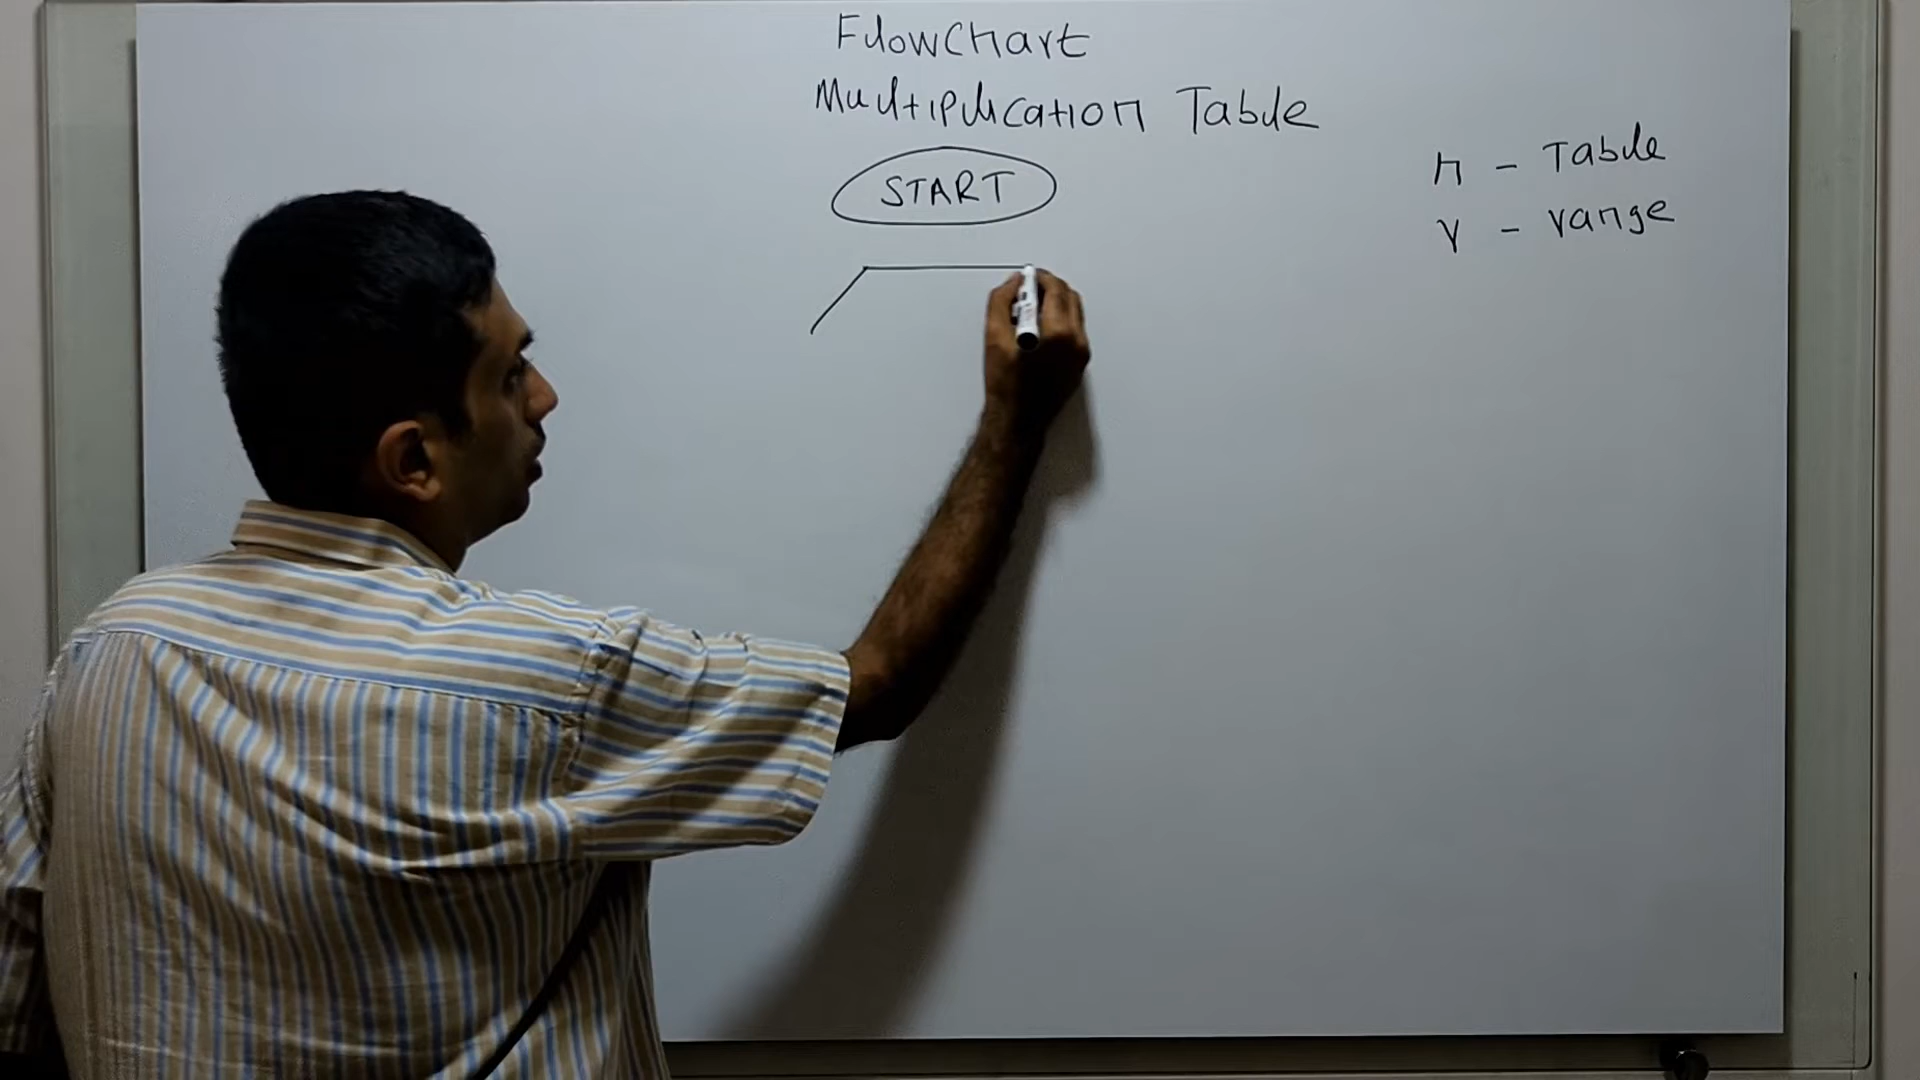 FlowChart
Multiplication Table
START
n - Table
r - range